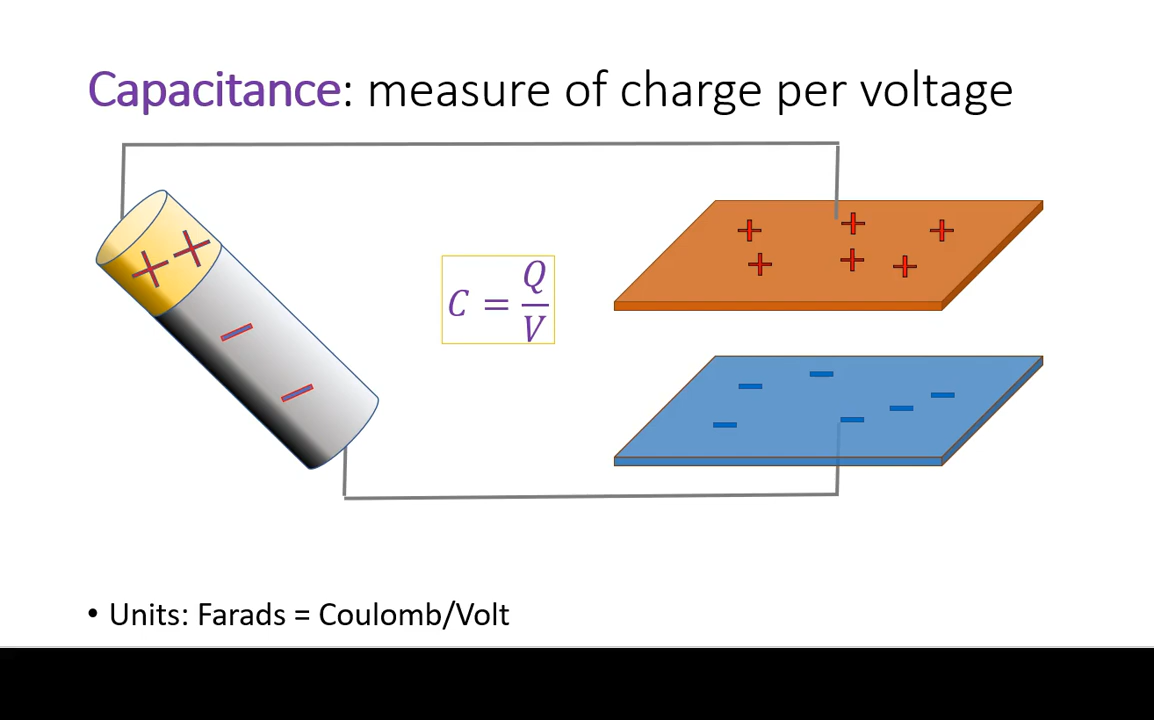 Capacitance: measure of charge per voltage
+ +
− −
C = Q/V
+ + +
+ + +
− −
− − − −
• Units: Farads = Coulomb/Volt